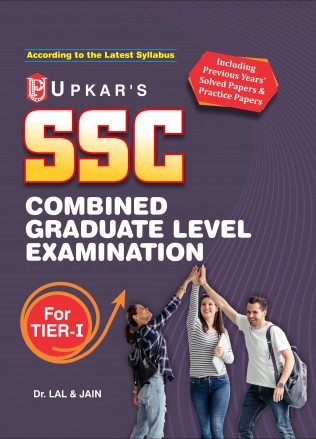 According to the Latest Syllabus
Including
Previous Years'
Solved Papers &
Practice Papers
UPKAR'S
SSC
COMBINED
GRADUATE LEVEL
EXAMINATION
For
TIER-I
Dr. LAL & JAIN